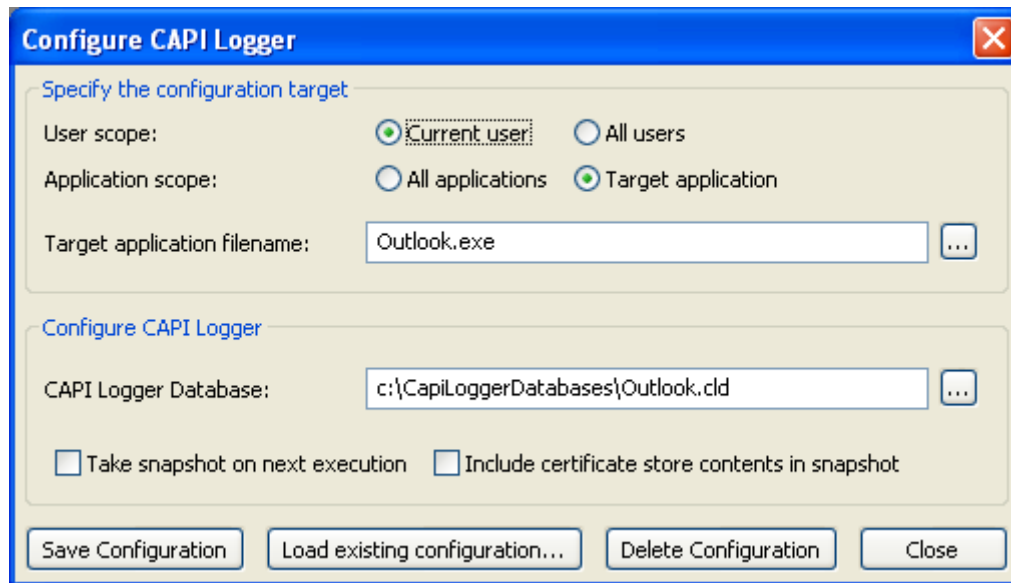 Configure CAPI Logger
Specify the configuration target
User scope: Current user All users
Application scope: All applications Target application
Target application filename: Outlook.exe ...
Configure CAPI Logger
CAPI Logger Database: c:\CapiLoggerDatabases\Outlook.cld ...
Take snapshot on next execution Include certificate store contents in snapshot
Save Configuration Load existing configuration... Delete Configuration Close